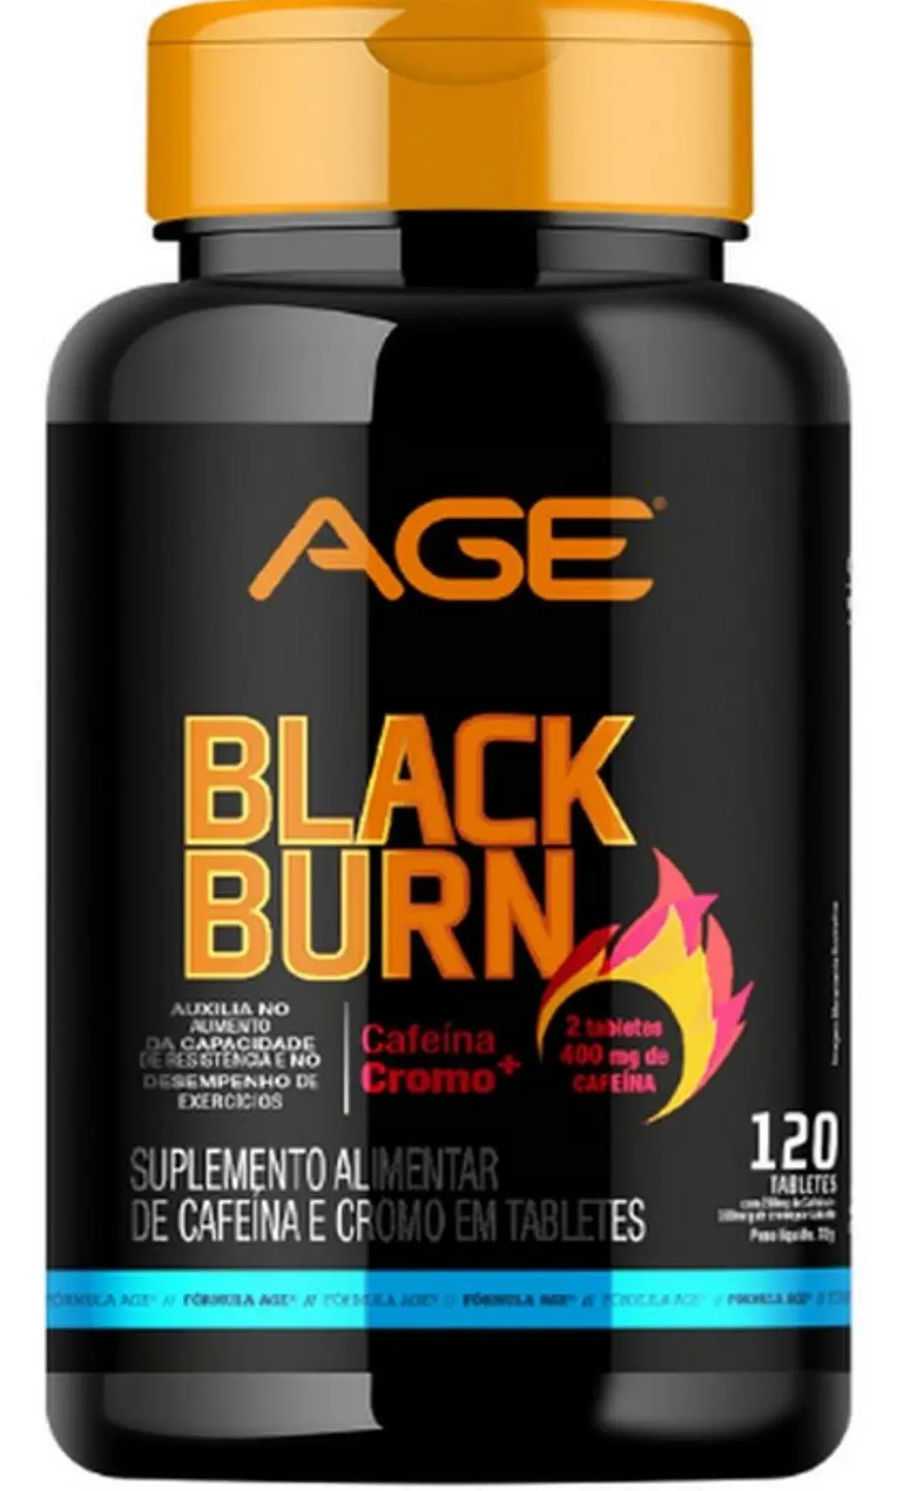 AGE
BLACK
BURN
AUXILIA NO
AUMENTO
DA CAPACIDADE
DE RESISTÊNCIA E NO
DESEMPENHO DE
EXERCÍCIOS
Cafeína
Cromo+
2 tabletes
400 mg de
CAFEÍNA
SUPLEMENTO ALIMENTAR
DE CAFEÍNA E CROMO EM TABLETES
120
TABLETES
Peso líquido
FÓRMULA AGE // FÓRMULA AGE // FÓRMULA AGE // FÓRMULA AGE // FÓRMULA AGE // FÓRMULA AGE